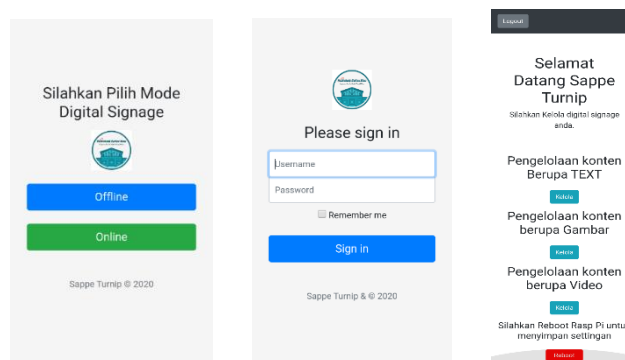 Silahkan Pilih Mode
Digital Signage
Offline
Online
Sappe Turnip © 2020
Please sign in
Username
Password
Remember me
Sign in
Sappe Turnip & © 2020
Logout
Selamat
Datang Sappe
Turnip
Silahkan Kelola digital signage
anda.
Pengelolaan konten
Berupa TEXT
Kelola
Pengelolaan konten
berupa Gambar
Kelola
Pengelolaan konten
berupa Video
Kelola
Silahkan Reboot Rasp Pi untu
menyimpan settingan
Reboot